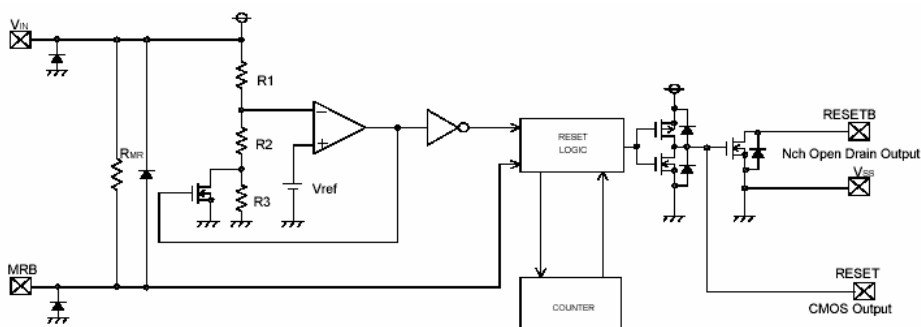 VIN
R1
RESET
LOGIC
RESETB
Nch Open Drain Output
RMR
R2
Vref
VSS
R3
MRB
RESET
COUNTER
CMOS Output